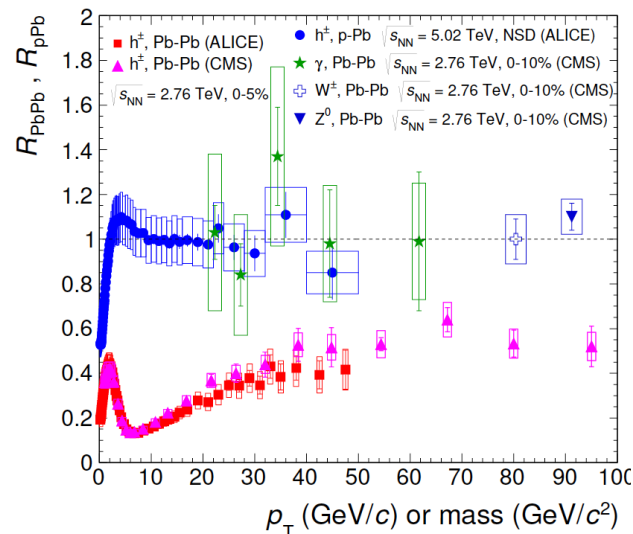 R_PbPb , R_pPb
h±, Pb-Pb (ALICE)
h±, Pb-Pb (CMS)
√s_NN = 2.76 TeV, 0-5%
h±, p-Pb √s_NN = 5.02 TeV, NSD (ALICE)
γ, Pb-Pb √s_NN = 2.76 TeV, 0-10% (CMS)
W±, Pb-Pb √s_NN = 2.76 TeV, 0-10% (CMS)
Z⁰, Pb-Pb √s_NN = 2.76 TeV, 0-10% (CMS)
2
1.8
1.6
1.4
1.2
1
0.8
0.6
0.4
0.2
0
0 10 20 30 40 50 60 70 80 90 100
p_T (GeV/c) or mass (GeV/c²)